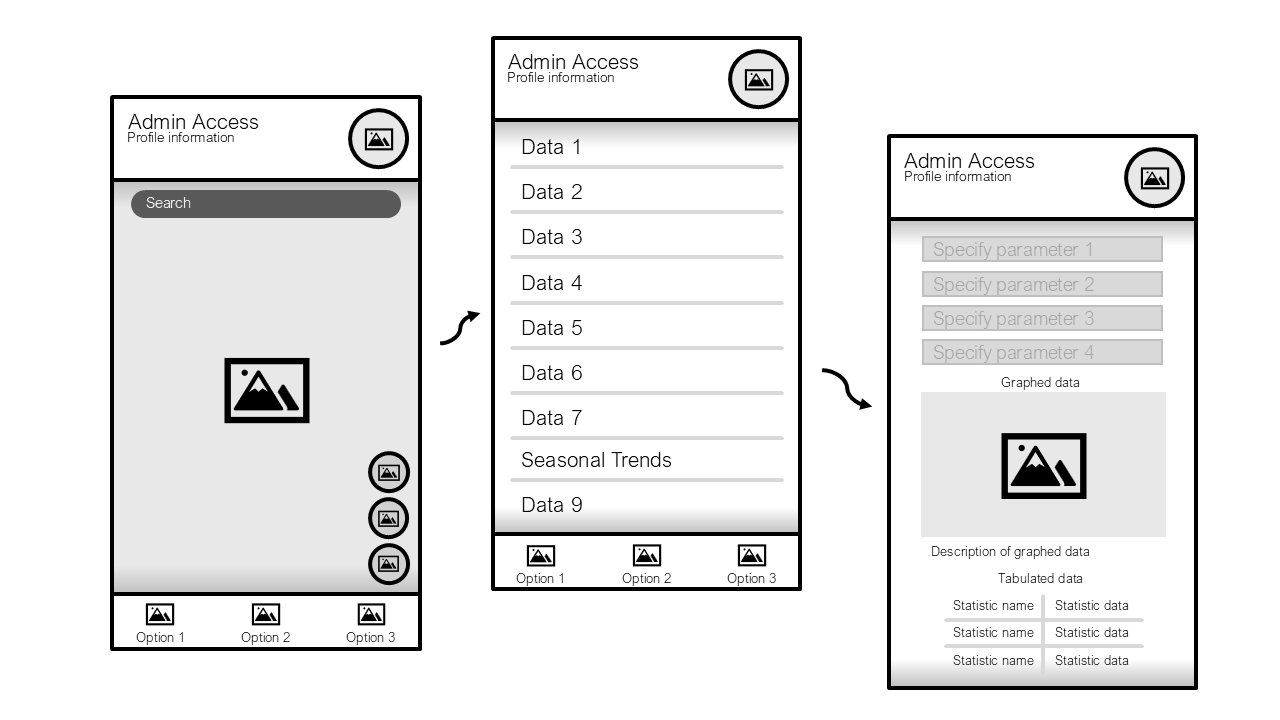 Admin Access
Profile information
Search
Option 1
Option 2
Option 3
Admin Access
Profile information
Data 1
Data 2
Data 3
Data 4
Data 5
Data 6
Data 7
Seasonal Trends
Data 9
Option 1
Option 2
Option 3
Admin Access
Profile information
Specify parameter 1
Specify parameter 2
Specify parameter 3
Specify parameter 4
Graphed data
Description of graphed data
Tabulated data
Statistic name Statistic data
Statistic name Statistic data
Statistic name Statistic data